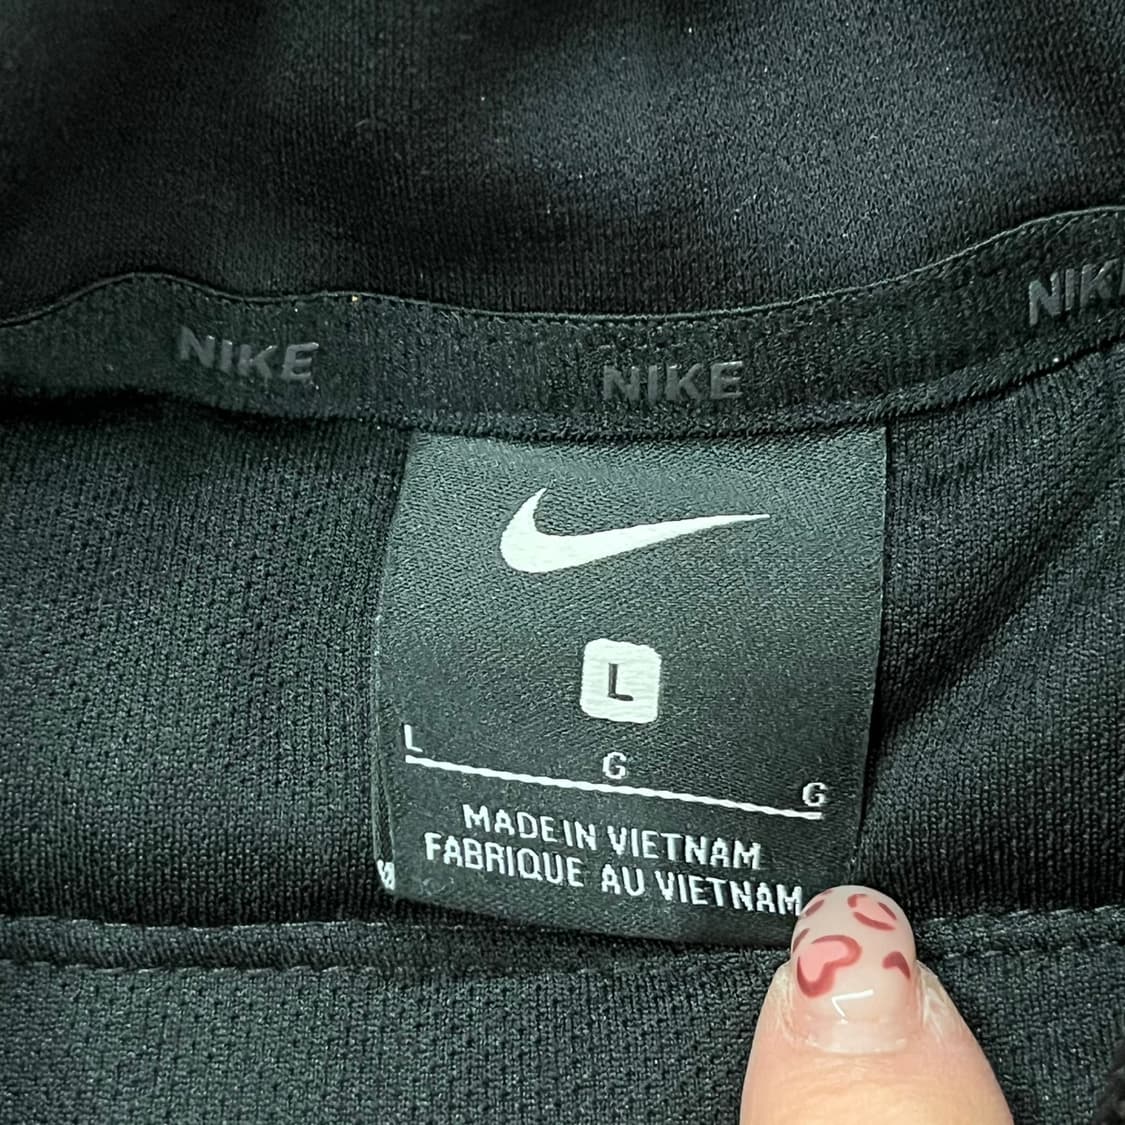 NIKE NIKE NIK
L
L G G
MADE IN VIETNAM
FABRIQUE AU VIETNAM